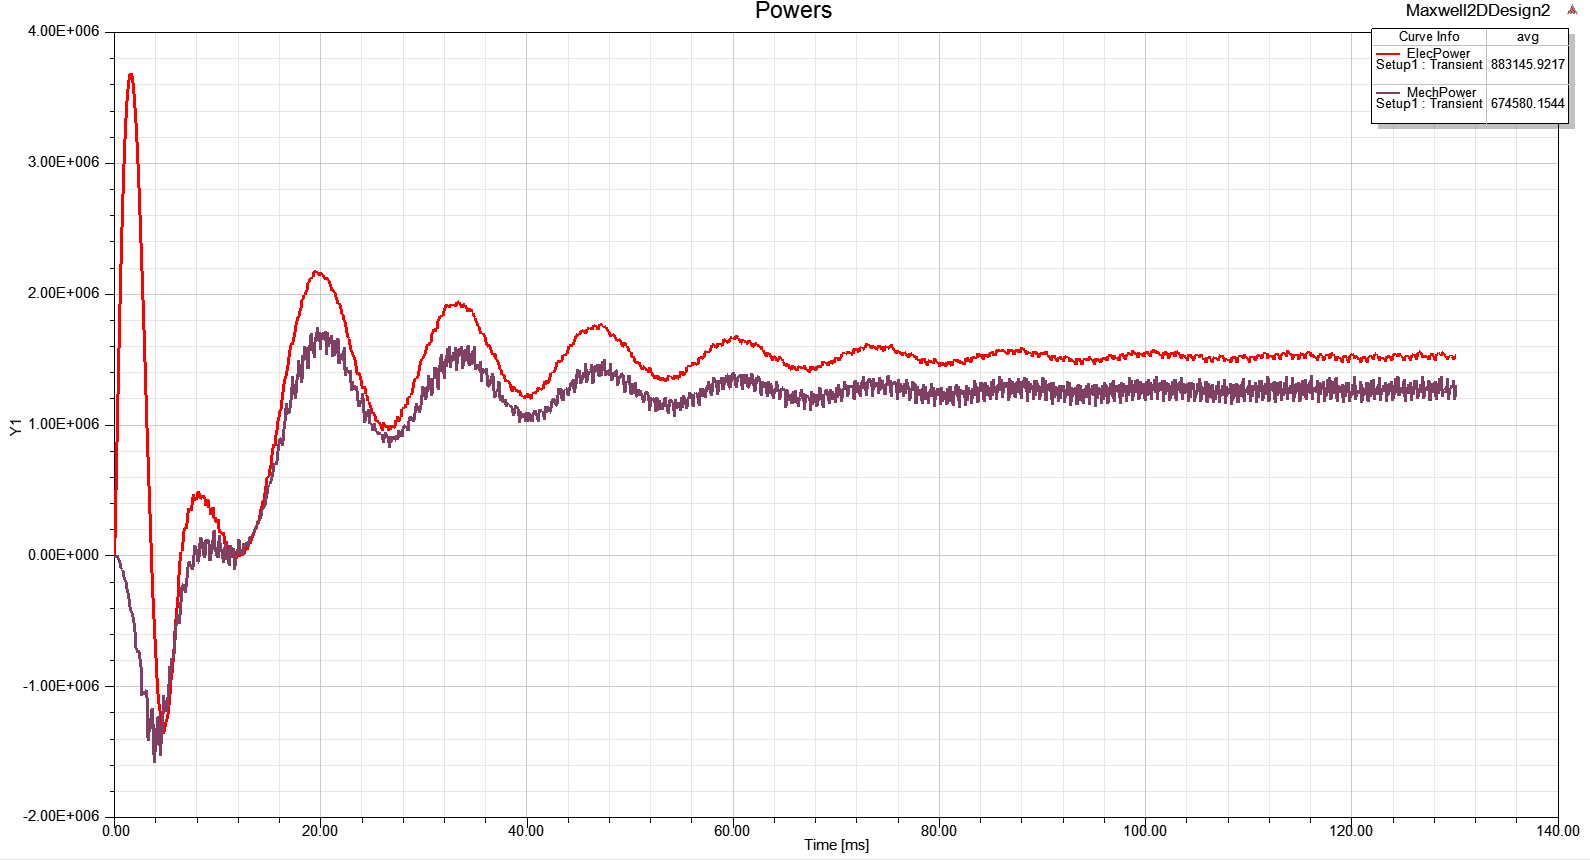 Powers
Maxwell2DDesign2
Curve Info avg
ElecPower
Setup1 : Transient 883145.9217
MechPower
Setup1 : Transient 674580.1544
4.00E+006
3.00E+006
2.00E+006
1.00E+006
0.00E+000
-1.00E+006
-2.00E+006
Y1
0.00 20.00 40.00 60.00 80.00 100.00 120.00 140.00
Time [ms]